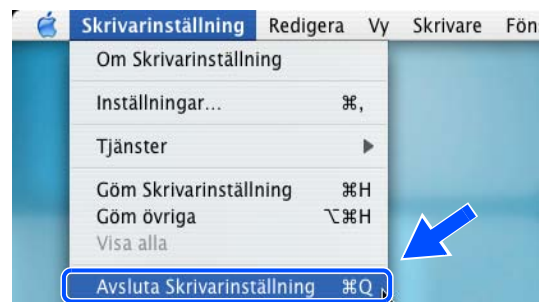 Skrivarinställning Redigera Vy Skrivare Fön
Om Skrivarinställning
Inställningar... ⌘,
Tjänster
Göm Skrivarinställning ⌘H
Göm övriga ⌥⌘H
Visa alla
Avsluta Skrivarinställning ⌘Q